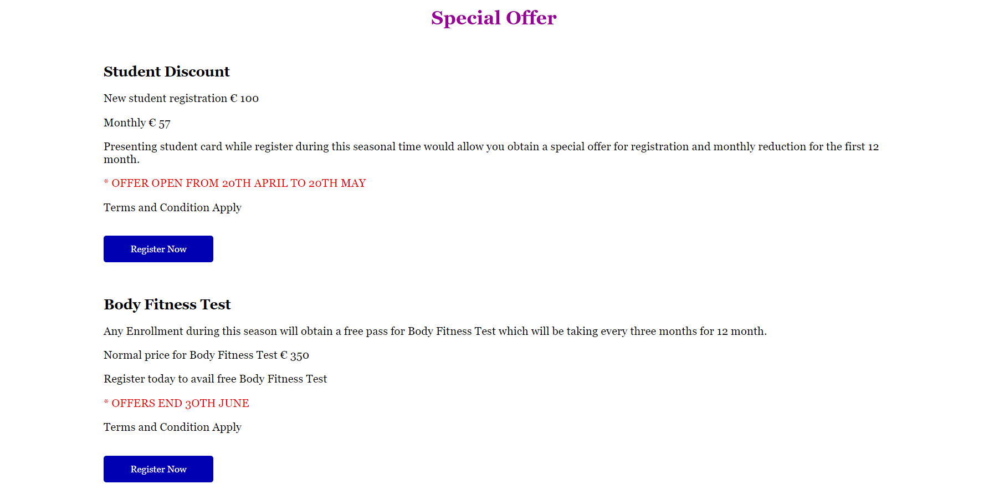 Special Offer
Student Discount
New student registration € 100
Monthly € 57
Presenting student card while register during this seasonal time would allow you obtain a special offer for registration and monthly reduction for the first 12
month.
* OFFER OPEN FROM 20TH APRIL TO 20TH MAY
Terms and Condition Apply
Register Now
Body Fitness Test
Any Enrollment during this season will obtain a free pass for Body Fitness Test which will be taking every three months for 12 month.
Normal price for Body Fitness Test € 350
Register today to avail free Body Fitness Test
* OFFERS END 3OTH JUNE
Terms and Condition Apply
Register Now